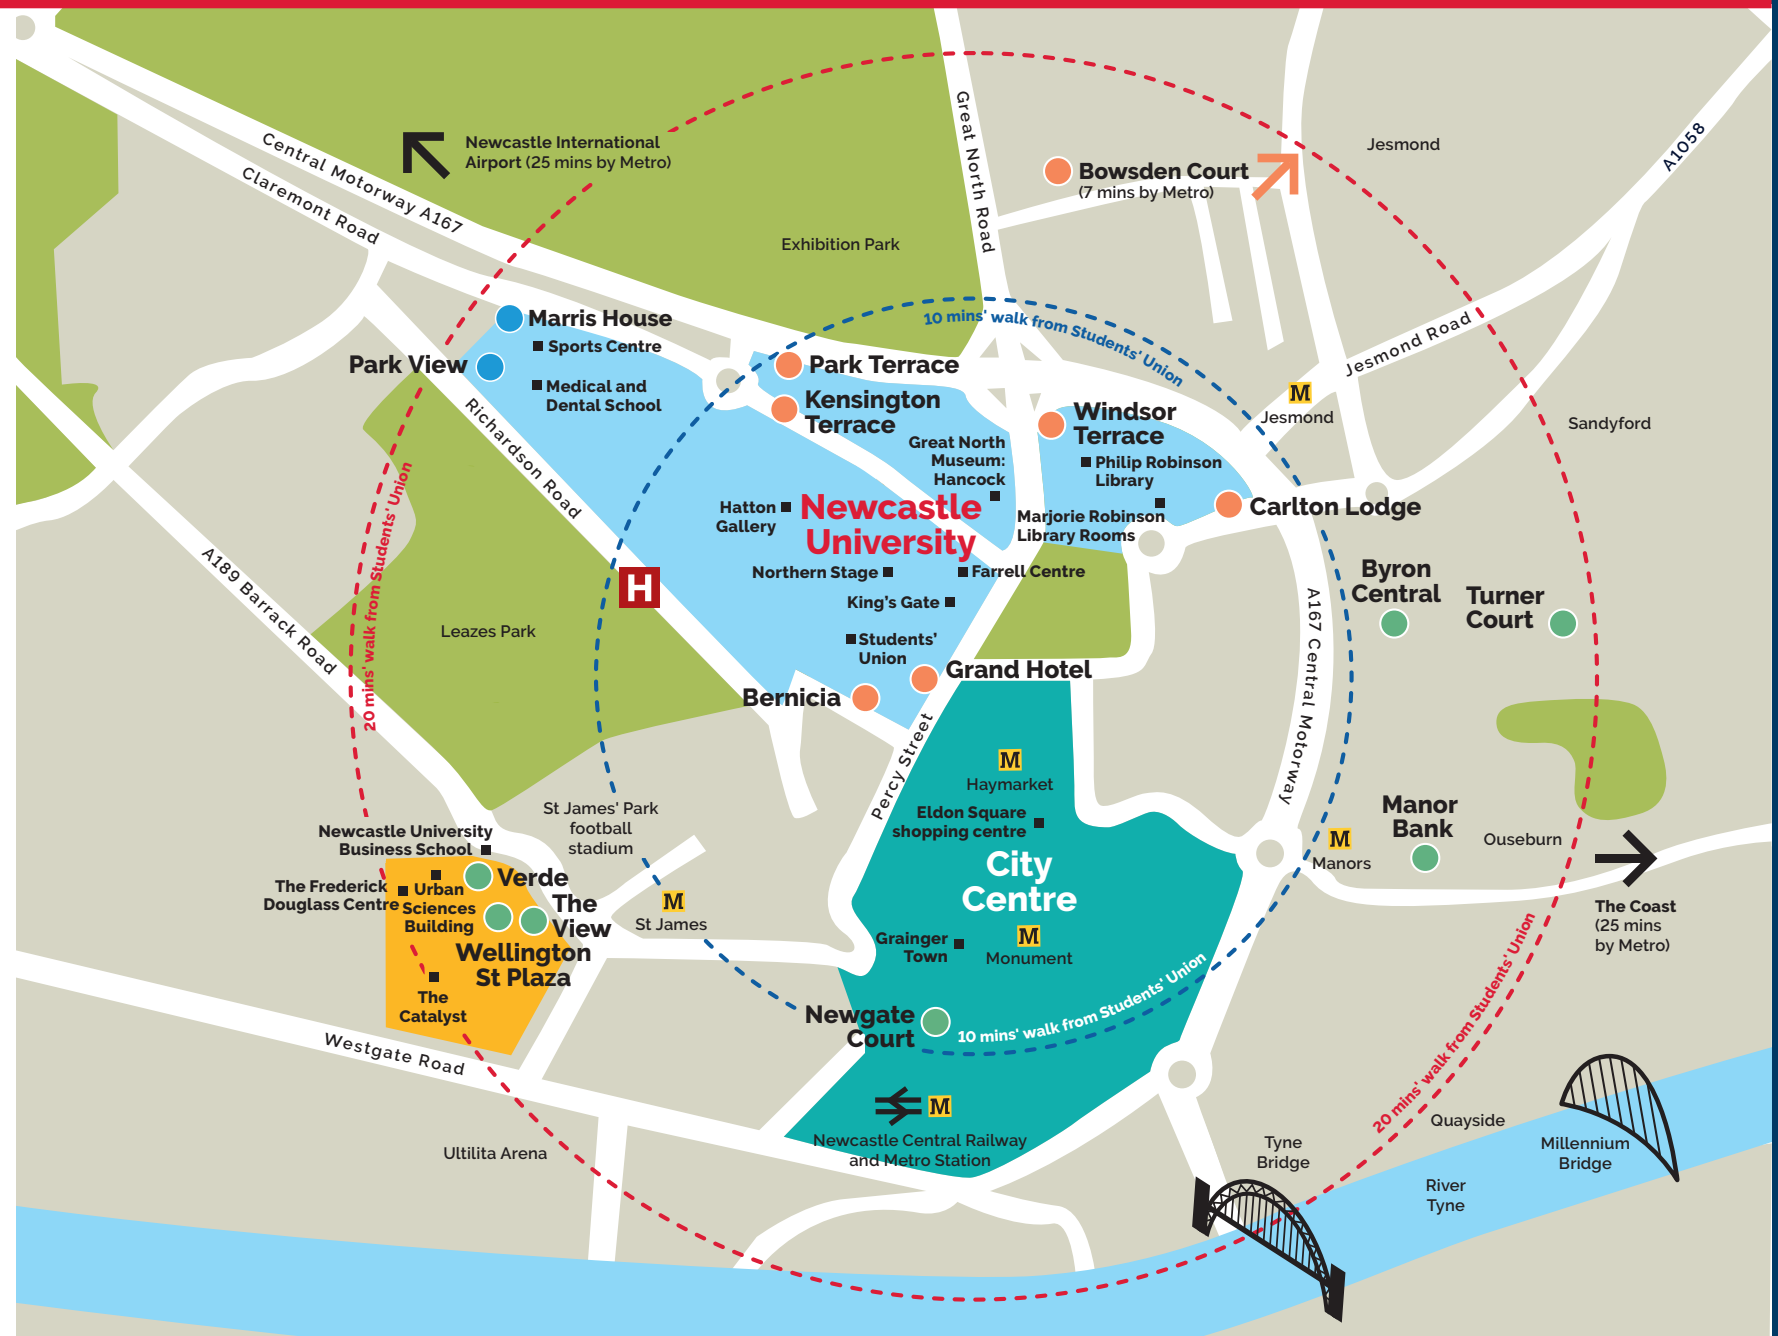 Newcastle International
Airport (25 mins by Metro)
Central Motorway A167
Claremont Road
Great North Road
Exhibition Park
Bowsden Court
(7 mins by Metro)
Jesmond
A1058
10 mins' walk from Students' Union
Marris House
Sports Centre
Park View
Medical and
Dental School
Park Terrace
Kensington
Terrace
Windsor
Terrace
Great North
Museum:
Hancock
Philip Robinson
Library
Jesmond Road
M
Jesmond
Sandyford
Richardson Road
Hatton
Gallery
Newcastle
University
Marjorie Robinson
Library Rooms
Carlton Lodge
20 mins' walk from Students' Union
A189 Barrack Road
H
Northern Stage
Farrell Centre
King's Gate
Leazes Park
Students'
Union
Grand Hotel
Bernicia
Byron
Central
Turner
Court
A167 Central Motorway
Percy Street
M
Haymarket
Eldon Square
shopping centre
City
Centre
St James' Park
football
stadium
Manor
Bank
M
Manors
Ouseburn
Newcastle University
Business School
Verde
The Frederick
Douglass Centre
Urban
Sciences
Building
The
View
Wellington
St Plaza
M
St James
Grainger
Town
M
Monument
The Coast
(25 mins
by Metro)
The
Catalyst
Newgate
Court
10 mins' walk from Students' Union
20 mins' walk from Students' Union
Westgate Road
M
Newcastle Central Railway
and Metro Station
Ultilita Arena
Tyne
Bridge
Quayside
Millennium
Bridge
River
Tyne